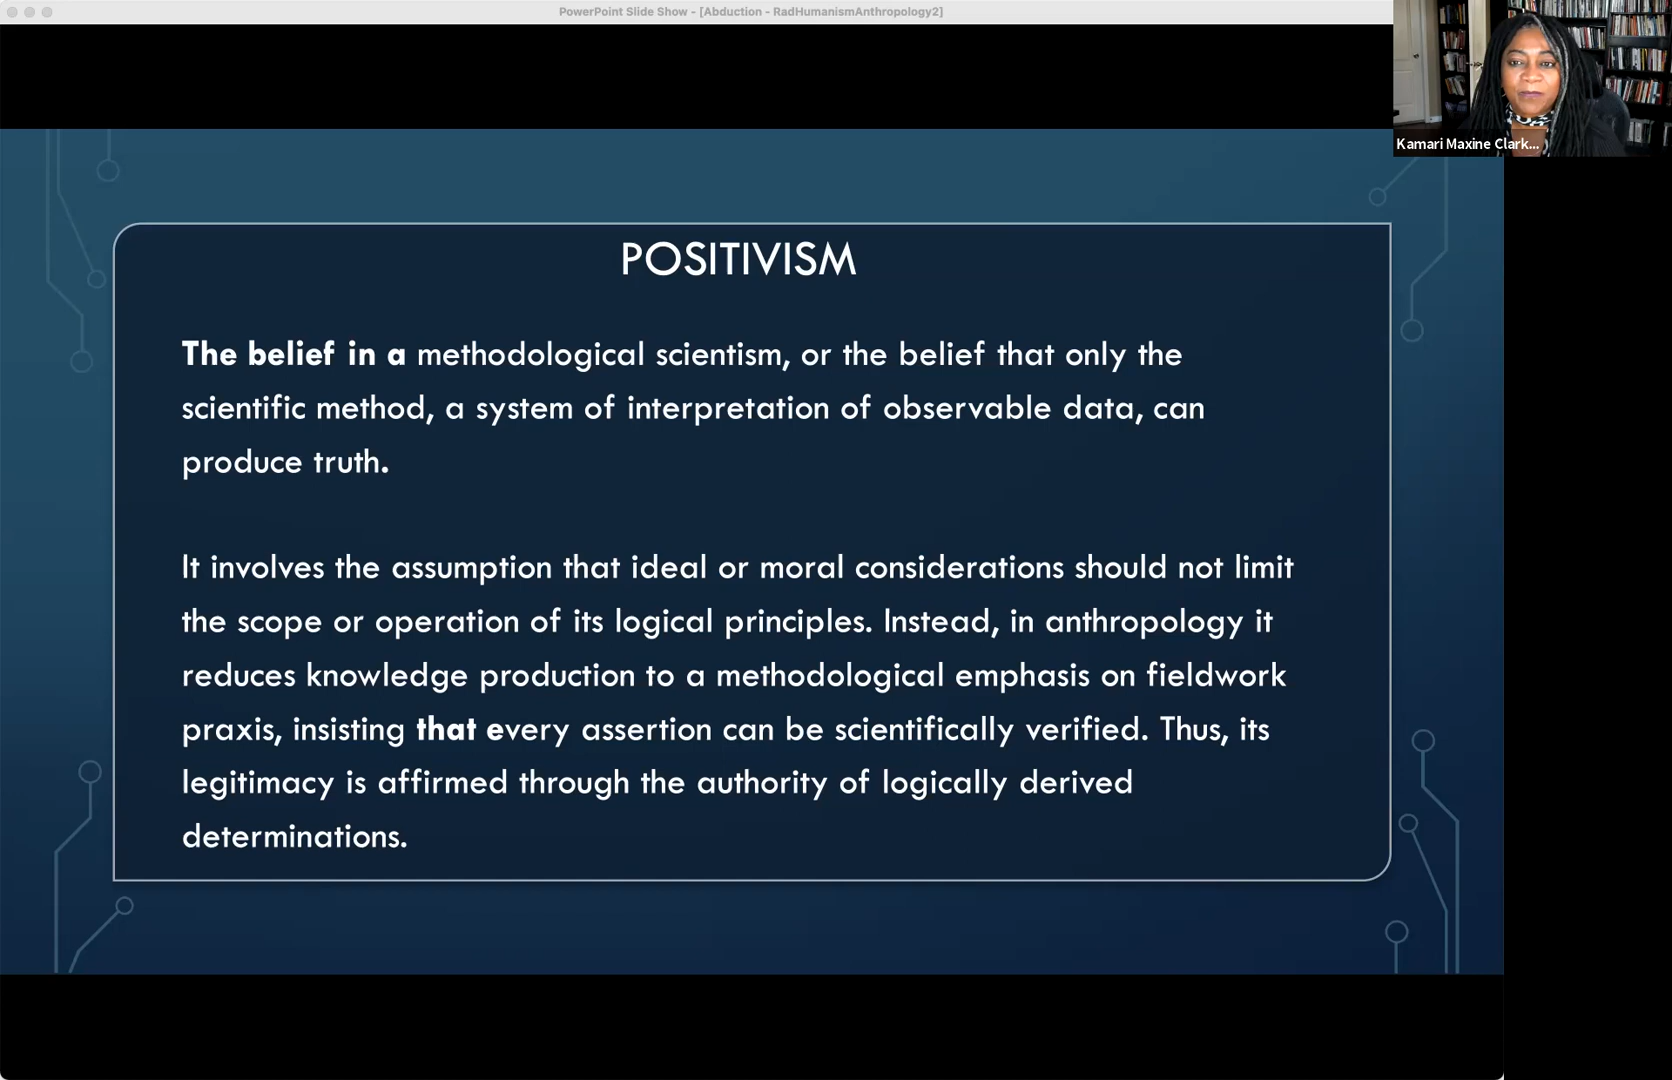 PowerPoint Slide Show - [Abduction - RadHumanismAnthropology2]
Kamari Maxine Clark...
POSITIVISM
The belief in a methodological scientism, or the belief that only the
scientific method, a system of interpretation of observable data, can
produce truth.
It involves the assumption that ideal or moral considerations should not limit
the scope or operation of its logical principles. Instead, in anthropology it
reduces knowledge production to a methodological emphasis on fieldwork
praxis, insisting that every assertion can be scientifically verified. Thus, its
legitimacy is affirmed through the authority of logically derived
determinations.